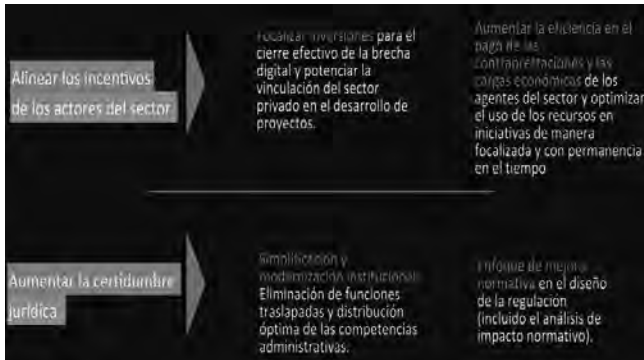 Alinear los incentivos
de los actores del sector
Focalizar inversiones para el
cierre efectivo de la brecha
digital y potenciar la
vinculación del sector
privado en el desarrollo de
proyectos.
Aumentar la eficiencia en el
pago de las
contraprestaciones y las
cargas económicas de los
agentes del sector y optimizar
el uso de los recursos en
iniciativas de manera
focalizada y con permanencia
en el tiempo
Aumentar la certidumbre
jurídica
Simplificación y
modernización institucional:
Eliminación de funciones
traslapadas y distribución
óptima de las competencias
administrativas.
Enfoque de mejora
normativa en el diseño
de la regulación
(incluido el análisis de
impacto normativo).